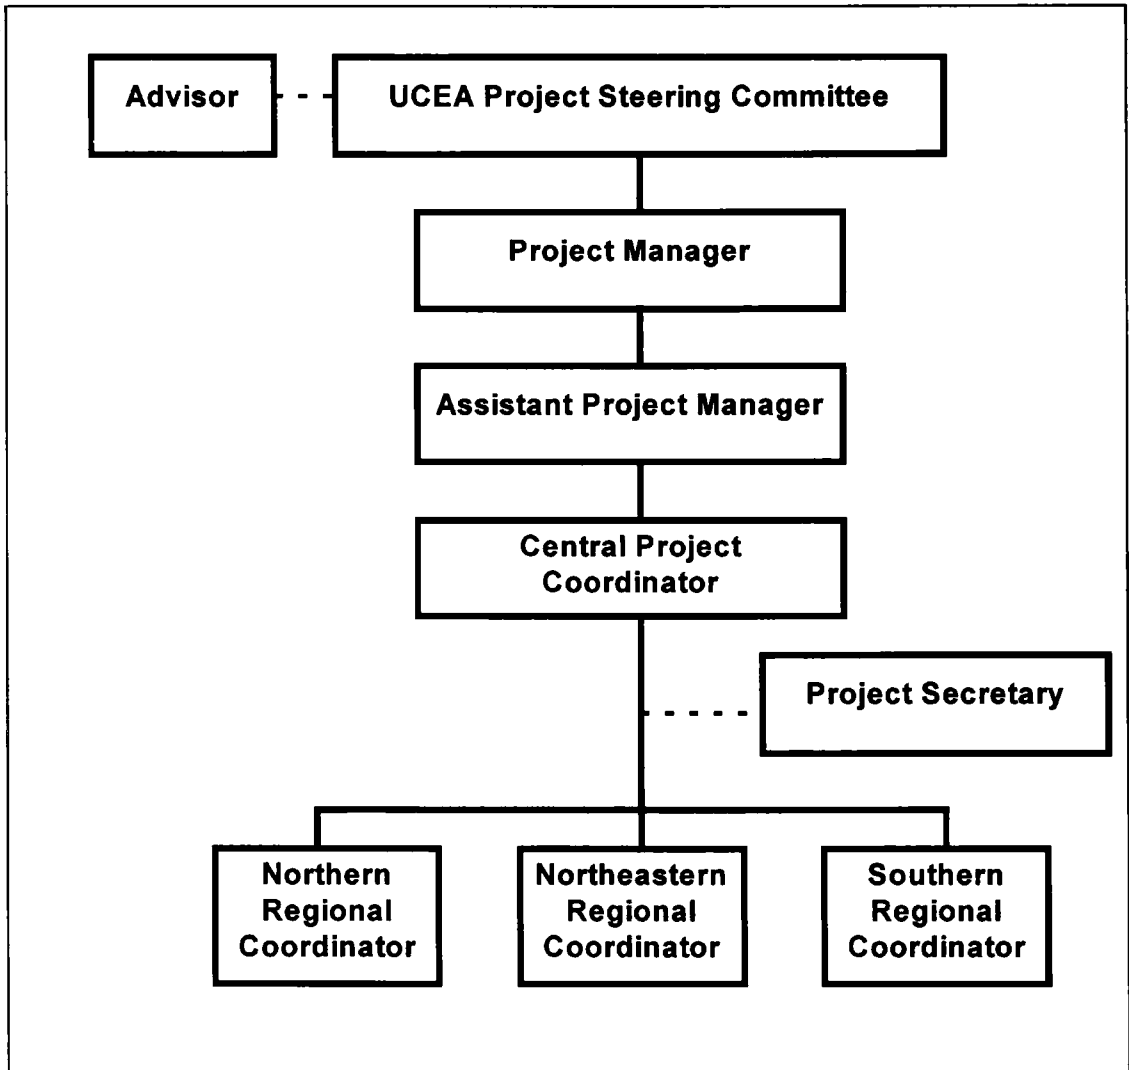 Advisor
UCEA Project Steering Committee
Project Manager
Assistant Project Manager
Central Project
Coordinator
Project Secretary
Northern
Regional
Coordinator
Northeastern
Regional
Coordinator
Southern
Regional
Coordinator